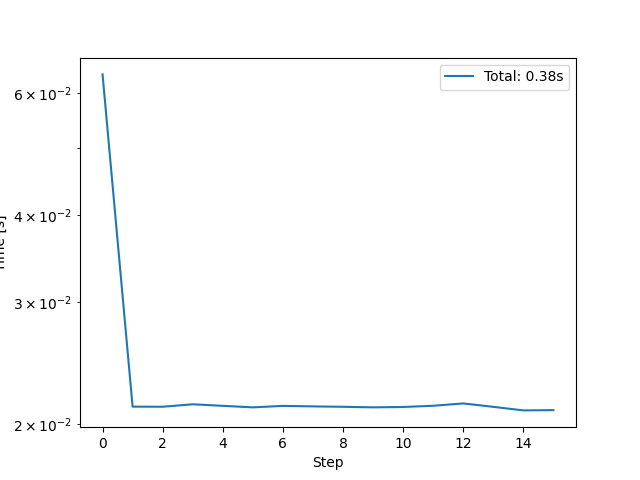 Total: 0.38s
6 × 10⁻²
4 × 10⁻²
3 × 10⁻²
2 × 10⁻²
[s]
0 2 4 6 8 10 12 14
Step